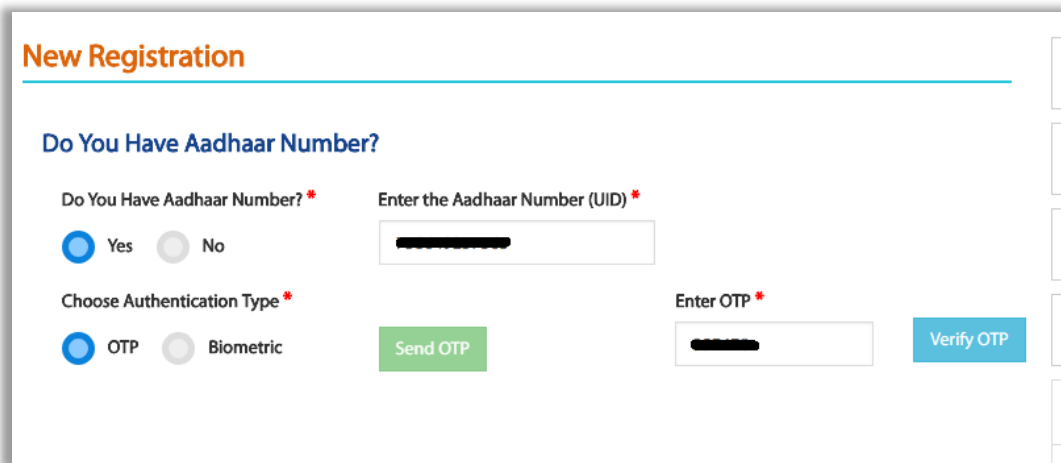 New Registration
Do You Have Aadhaar Number?
Do You Have Aadhaar Number? * Enter the Aadhaar Number (UID) *
Yes No
Choose Authentication Type * Enter OTP *
OTP Biometric Send OTP Verify OTP